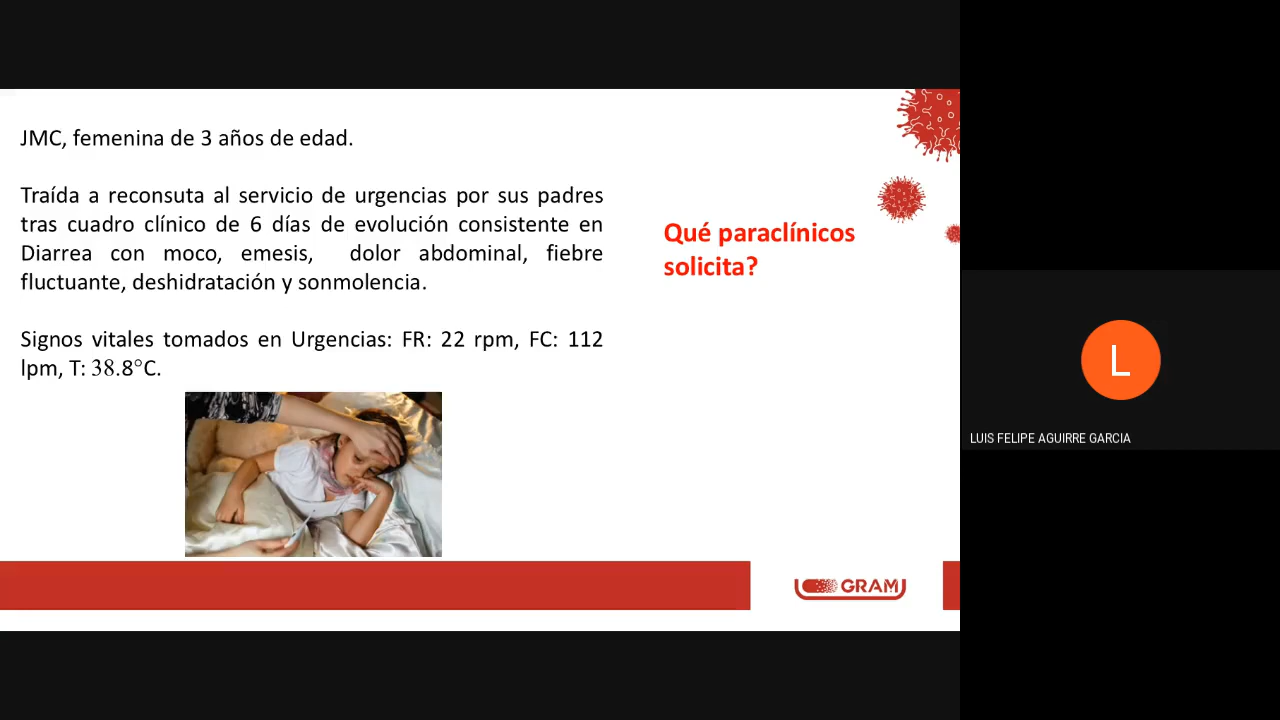 JMC, femenina de 3 años de edad.
Traída a reconsuta al servicio de urgencias por sus padres
tras cuadro clínico de 6 días de evolución consistente en
Diarrea con moco, emesis, dolor abdominal, fiebre
fluctuante, deshidratación y sonmolencia.
Signos vitales tomados en Urgencias: FR: 22 rpm, FC: 112
lpm, T: 38.8°C.
Qué paraclínicos
solicita?
GRAM
L
LUIS FELIPE AGUIRRE GARCIA